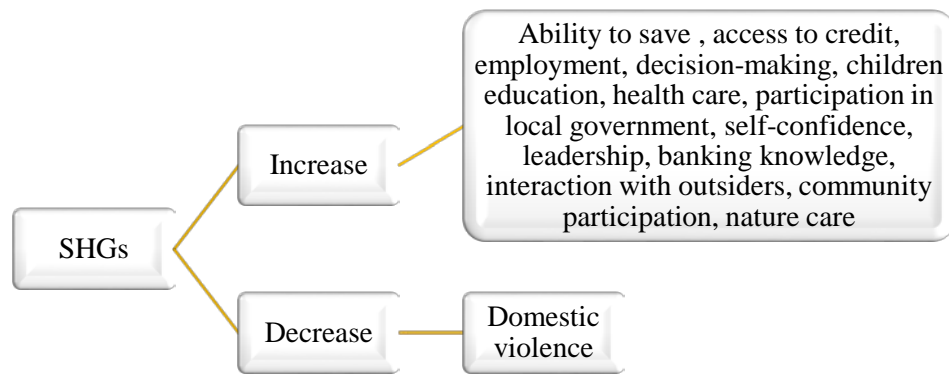 Ability to save , access to credit,
employment, decision-making, children
education, health care, participation in
local government, self-confidence,
leadership, banking knowledge,
interaction with outsiders, community
participation, nature care
Increase
SHGs
Decrease
Domestic
violence